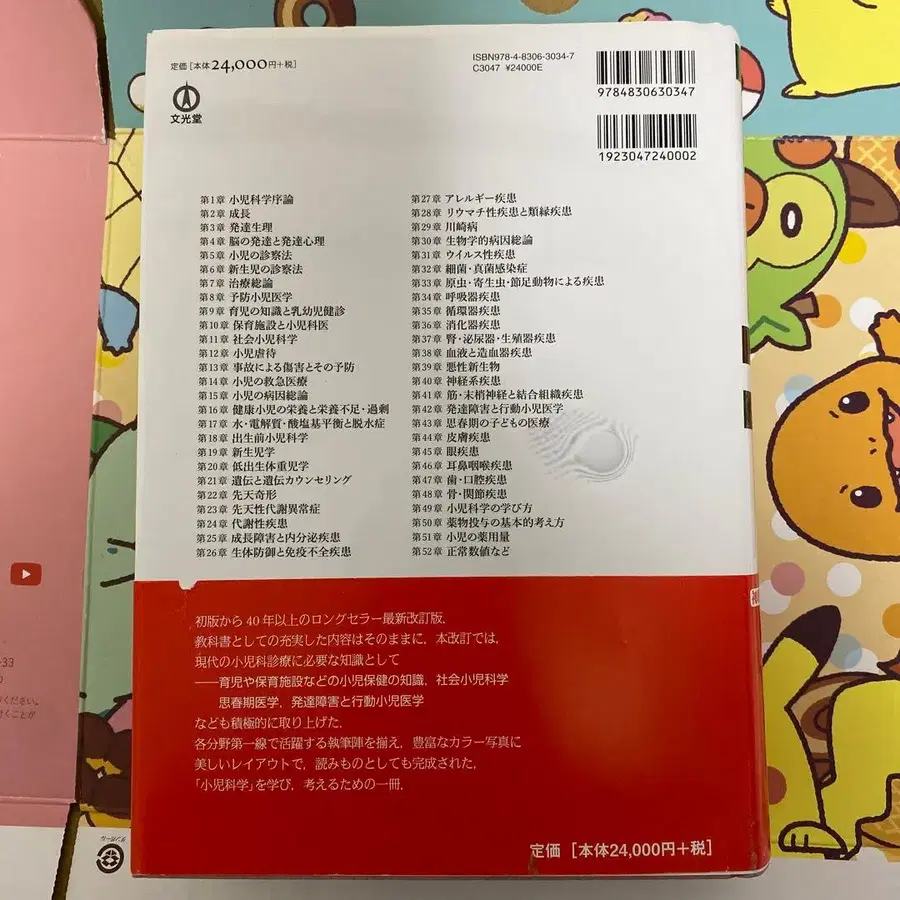 定価［本体24,000円+税］
ISBN978-4-8306-3034-7
C3047 ¥24000E
9784830630347
1923047240002
文光堂
第1章 小児科学序論
第2章 成長
第3章 発達生理
第4章 脳の発達と発達心理
第5章 小児の診察法
第6章 新生児の診察法
第7章 治療総論
第8章 予防小児医学
第9章 育児の知識と乳幼児健診
第10章 保育施設と小児科医
第11章 社会小児科学
第12章 小児虐待
第13章 事故による傷害とその予防
第14章 小児の救急医療
第15章 小児の病因総論
第16章 健康小児の栄養と栄養不足・過剰
第17章 水・電解質・酸塩基平衡と脱水症
第18章 出生前小児科学
第19章 新生児学
第20章 低出生体重児学
第21章 遺伝と遺伝カウンセリング
第22章 先天奇形
第23章 先天性代謝異常症
第24章 代謝性疾患
第25章 成長障害と内分泌疾患
第26章 生体防御と免疫不全疾患
第27章 アレルギー疾患
第28章 リウマチ性疾患と類縁疾患
第29章 川崎病
第30章 生物学的病因総論
第31章 ウイルス性疾患
第32章 細菌・真菌感染症
第33章 原虫・寄生虫・節足動物による疾患
第34章 呼吸器疾患
第35章 循環器疾患
第36章 消化器疾患
第37章 腎・泌尿器・生殖器疾患
第38章 血液と造血器疾患
第39章 悪性新生物
第40章 神経系疾患
第41章 筋・末梢神経と結合組織疾患
第42章 発達障害と行動小児医学
第43章 思春期の子どもの医療
第44章 皮膚疾患
第45章 眼疾患
第46章 耳鼻咽喉疾患
第47章 歯・口腔疾患
第48章 骨・関節疾患
第49章 小児科学の学び方
第50章 薬物投与の基本的考え方
第51章 小児の薬用量
第52章 正常数値など
初版から40年以上のロングセラー最新改訂版．
教科書としての充実した内容はそのままに，本改訂では，
現代の小児科診療に必要な知識として
――育児や保育施設などの小児保健の知識，社会小児科学
思春期医学，発達障害と行動小児医学
なども積極的に取り上げた．
各分野第一線で活躍する執筆陣を揃え，豊富なカラー写真に
美しいレイアウトで，読みものとしても完成された，
「小児科学」を学び，考えるための一冊．
定価［本体24,000円+税］
-33
ください。
くことが
ダンボール